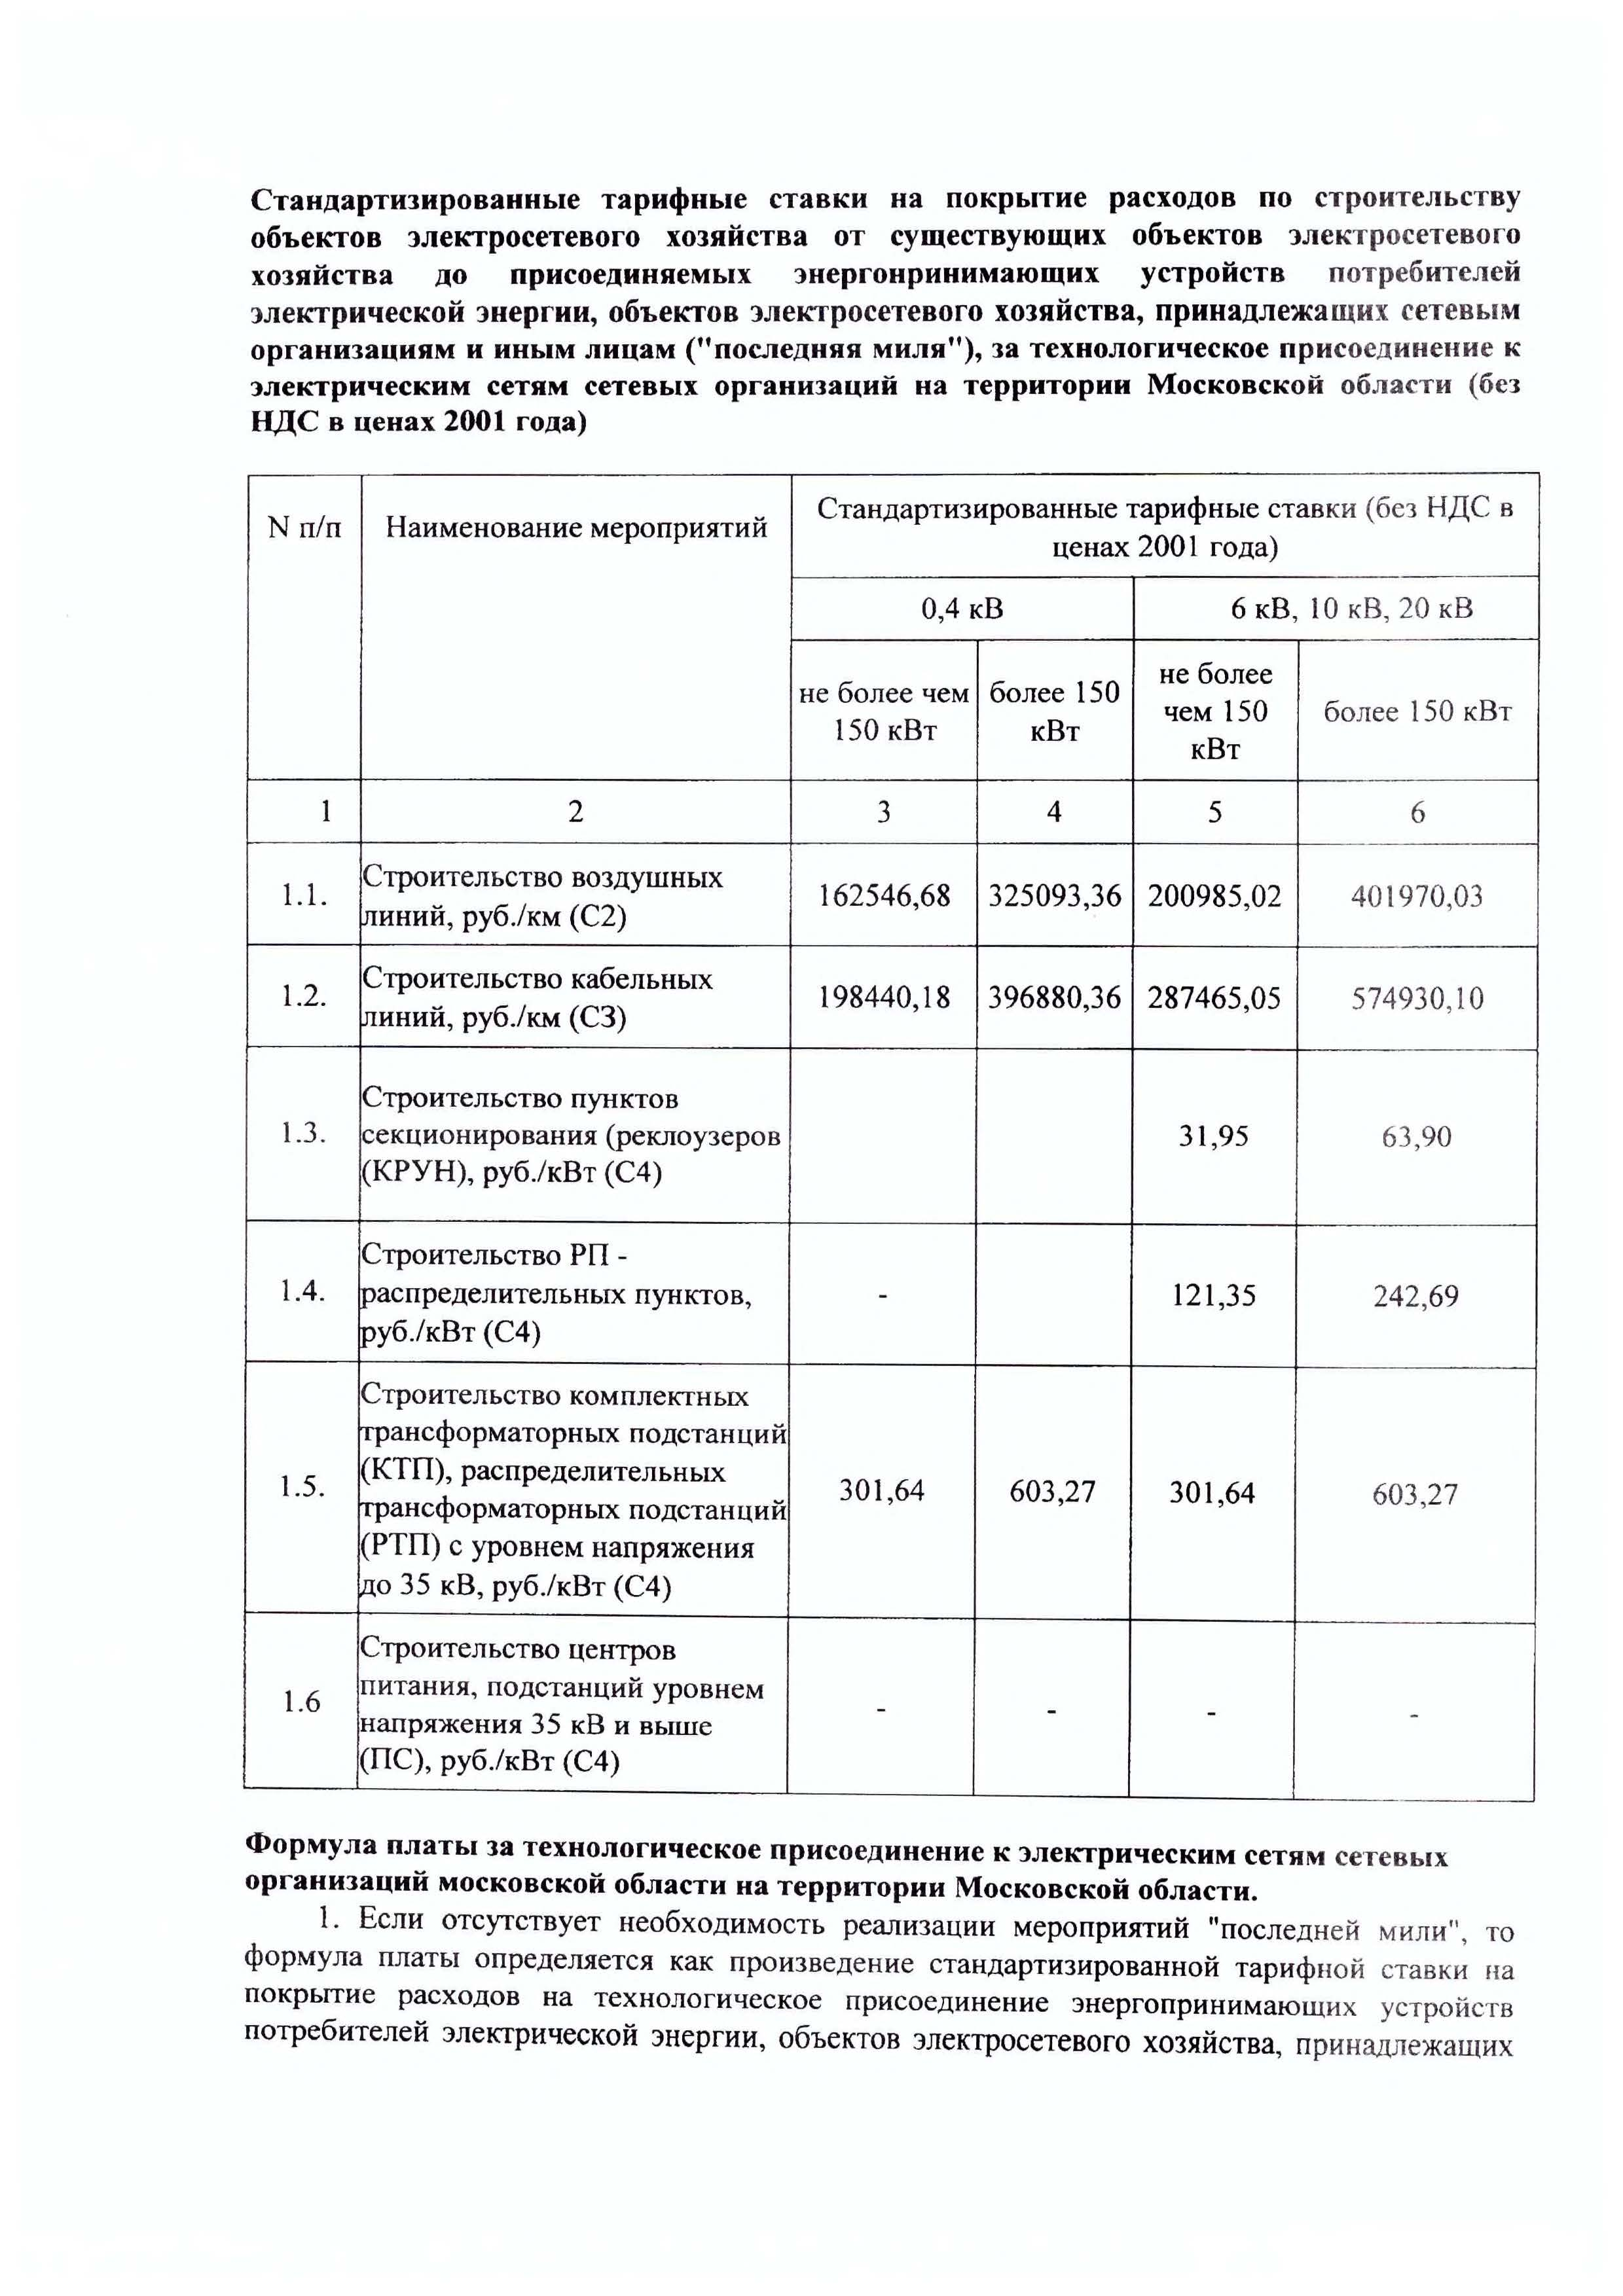 Стандартизированные тарифные ставки на покрытие расходов по строительству
объектов электросетевого хозяйства от существующих объектов электросетевого
хозяйства до присоединяемых энергонринимающих устройств потребителей
электрической энергии, объектов электросетевого хозяйства, принадлежащих сетевым
организациям и иным лицам ("последняя миля"), за технологическое присоединение к
электрическим сетям сетевых организаций на территории Московской области (без
НДС в ценах 2001 года)
N п/п
Наименование мероприятий
Стандартизированные тарифные ставки (без НДС в
ценах 2001 года)
0,4 кВ
6 кВ, 10 кВ, 20 кВ
не более чем
150 кВт
более 150
кВт
не более
чем 150
кВт
более 150 кВт
1
2
3
4
5
6
1.1.
Строительство воздушных
линий, руб./км (С2)
162546,68
325093,36
200985,02
401970,03
1.2.
Строительство кабельных
линий, руб./км (С3)
198440,18
396880,36
287465,05
574930,10
1.3.
Строительство пунктов
секционирования (реклоузеров
(КРУН), руб./кВт (С4)
31,95
63,90
1.4.
Строительство РП -
распределительных пунктов,
руб./кВт (С4)
-
121,35
242,69
1.5.
Строительство комплектных
трансформаторных подстанций
(КТП), распределительных
трансформаторных подстанций
(РТП) с уровнем напряжения
до 35 кВ, руб./кВт (С4)
301,64
603,27
301,64
603,27
1.6
Строительство центров
питания, подстанций уровнем
напряжения 35 кВ и выше
(ПС), руб./кВт (С4)
-
-
-
-
Формула платы за технологическое присоединение к электрическим сетям сетевых
организаций московской области на территории Московской области.
1. Если отсутствует необходимость реализации мероприятий "последней мили", то
формула платы определяется как произведение стандартизированной тарифной ставки на
покрытие расходов на технологическое присоединение энергопринимающих устройств
потребителей электрической энергии, объектов электросетевого хозяйства, принадлежащих